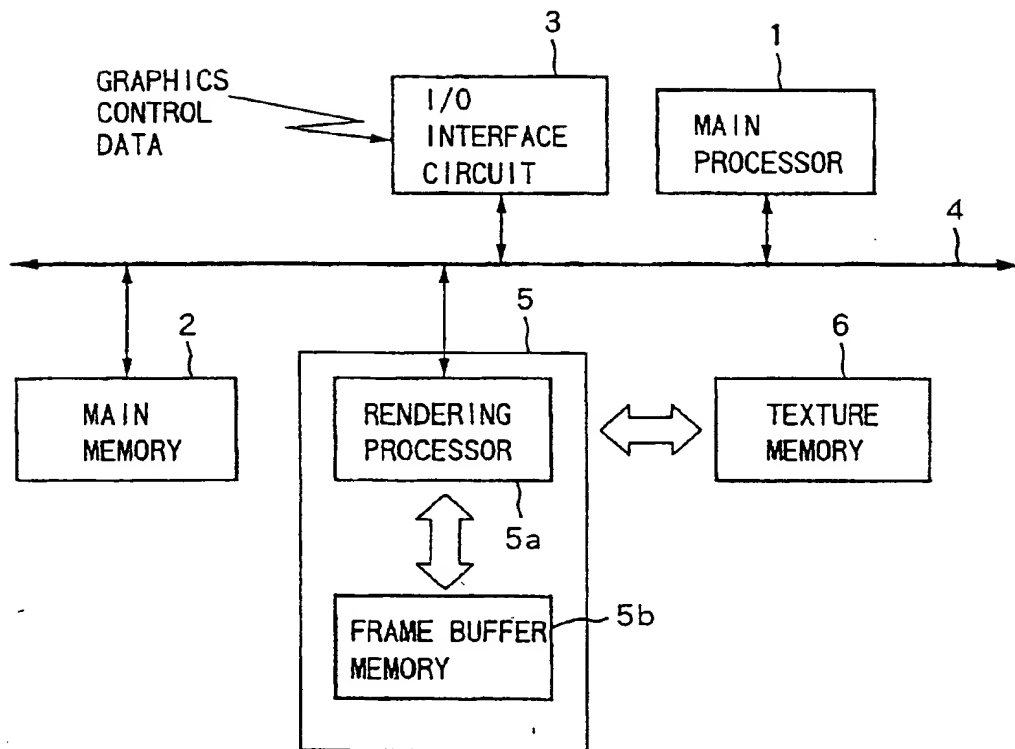 3
1
GRAPHICS
CONTROL
DATA
I/O
INTERFACE
CIRCUIT
MAIN
PROCESSOR
4
2
5
6
MAIN
MEMORY
RENDERING
PROCESSOR
TEXTURE
MEMORY
5a
5b
FRAME BUFFER
MEMORY